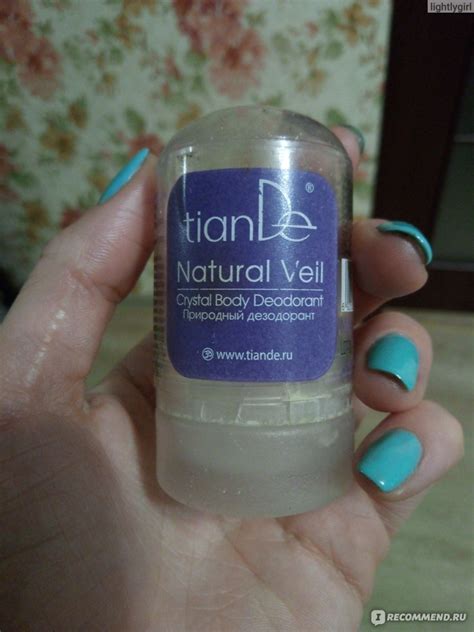 lightlygirl
tianDe®
Natural Veil
Crystal Body Deodorant
Природный дезодорант
www.tiande.ru
I RECOMMEND.RU